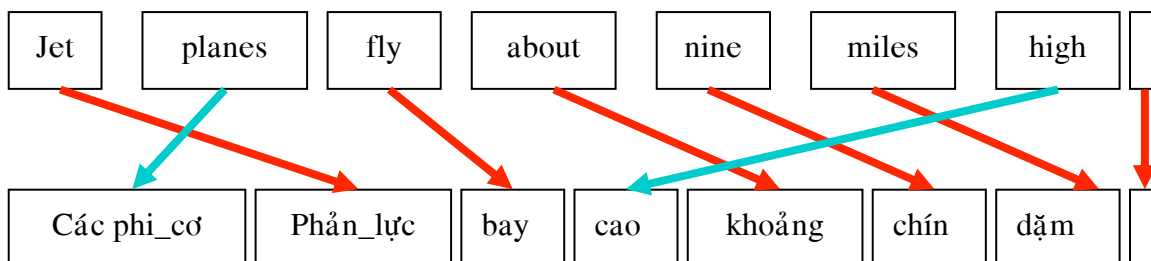 Jet planes fly about nine miles high
Các phi_cơ Phản_lực bay cao khoảng chín dặm